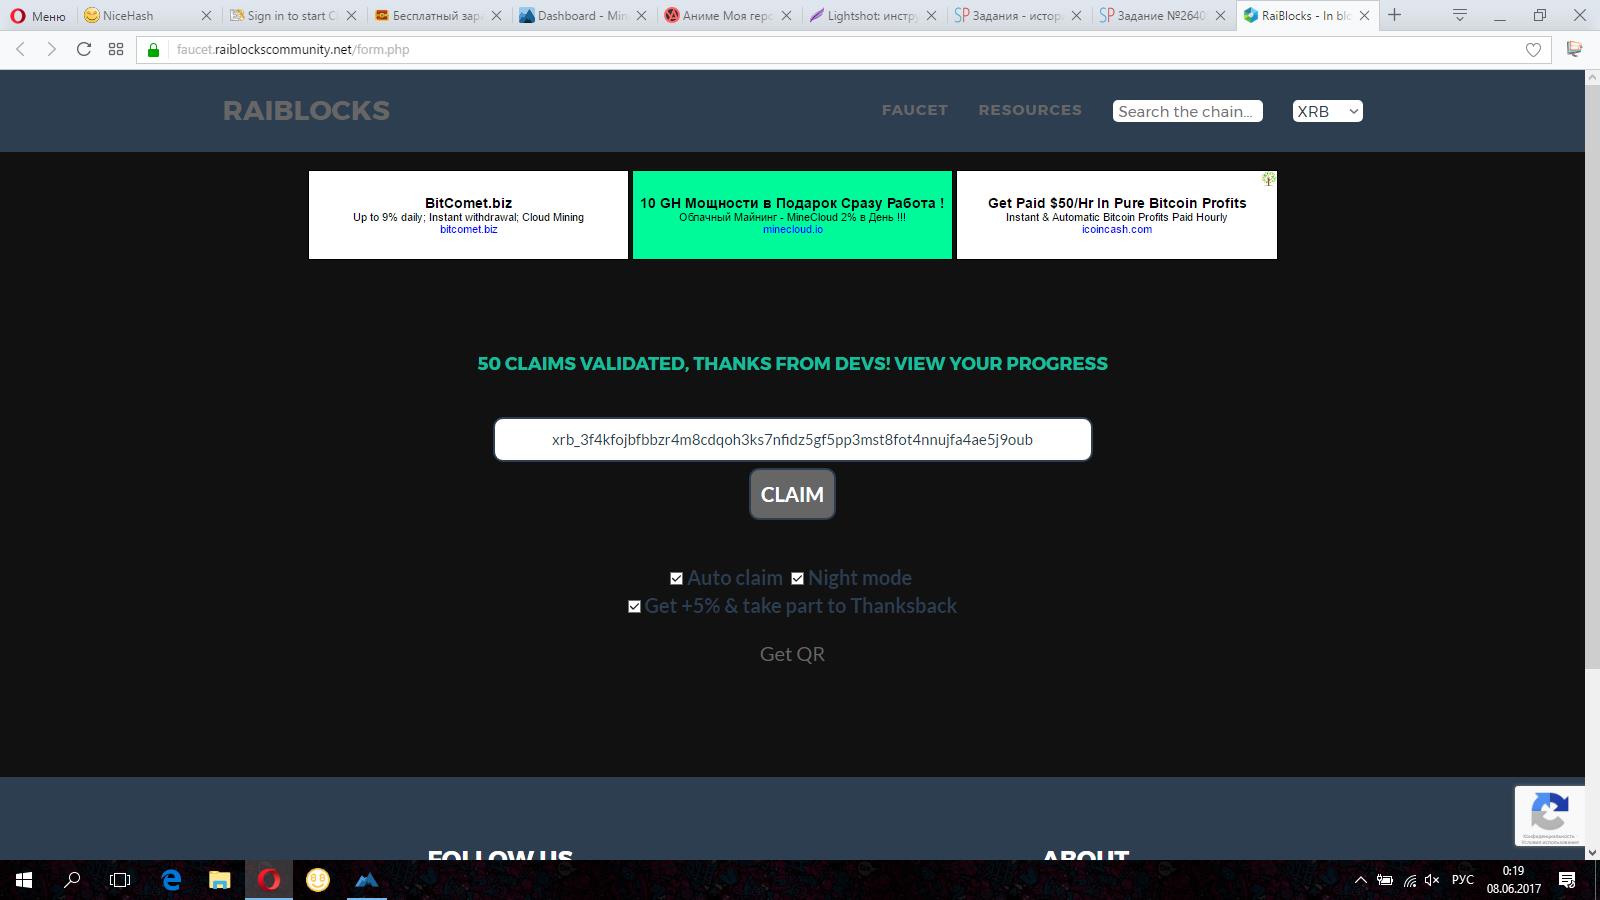 Меню
NiceHash
Sign in to start C
Бесплатный зар
Dashboard - Min
Аниме Моя геро
Lightshot: инстру
Задания - истор
Задание №2640
RaiBlocks - In blo
faucet.raiblockscommunity.net/form.php
RAIBLOCKS
FAUCET
RESOURCES
Search the chain...
XRB
BitComet.biz
Up to 9% daily; Instant withdrawal; Cloud Mining
bitcomet.biz
10 GH Мощности в Подарок Сразу Работа !
Облачный Майнинг - MineCloud 2% в День !!!
minecloud.io
Get Paid $50/Hr In Pure Bitcoin Profits
Instant & Automatic Bitcoin Profits Paid Hourly
icoincash.com
50 CLAIMS VALIDATED, THANKS FROM DEVS! VIEW YOUR PROGRESS
xrb_3f4kfojbfbbzr4m8cdqoh3ks7nfidz5gf5pp3mst8fot4nnujfa4ae5j9oub
CLAIM
Auto claim
Night mode
Get +5% & take part to Thanksback
Get QR
Конфиденциальность -
Условия использования
FOLLOW US
ABOUT
РУС
0:19
08.06.2017